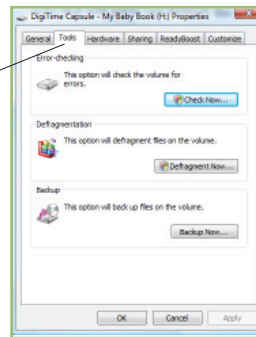 DigiTime Capsule - My Baby Book (H:) Properties
General Tools Hardware Sharing ReadyBoost Customize
Error-checking
This option will check the volume for
errors.
Check Now...
Defragmentation
This option will defragment files on the volume.
Defragment Now...
Backup
This option will back up files on the volume.
Backup Now...
OK Cancel Apply